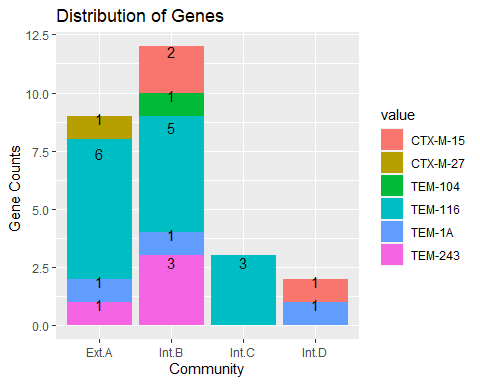 Distribution of Genes
12.5
10.0
7.5
5.0
2.5
0.0
Gene Counts
1
6
1
1
2
1
5
1
3
3
1
1
Ext.A Int.B Int.C Int.D
Community
value
CTX-M-15
CTX-M-27
TEM-104
TEM-116
TEM-1A
TEM-243